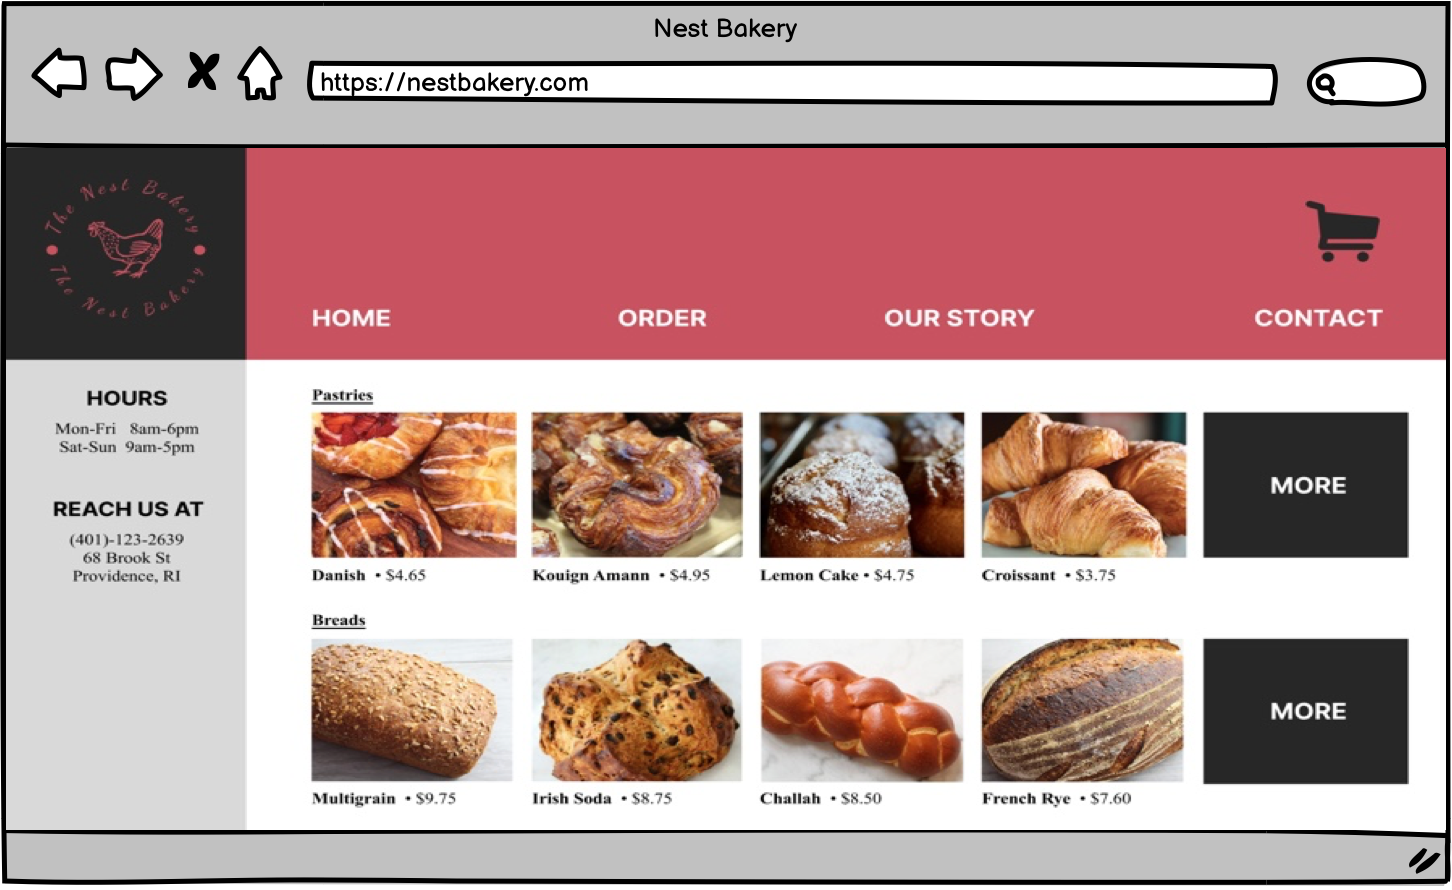 Nest Bakery
https://nestbakery.com
The Nest Bakery
The Nest Bakery
HOME
ORDER
OUR STORY
CONTACT
HOURS
Mon-Fri 8am-6pm
Sat-Sun 9am-5pm
REACH US AT
(401)-123-2639
68 Brook St
Providence, RI
Pastries
MORE
Danish • $4.65
Kouign Amann • $4.95
Lemon Cake • $4.75
Croissant • $3.75
Breads
MORE
Multigrain • $9.75
Irish Soda • $8.75
Challah • $8.50
French Rye • $7.60